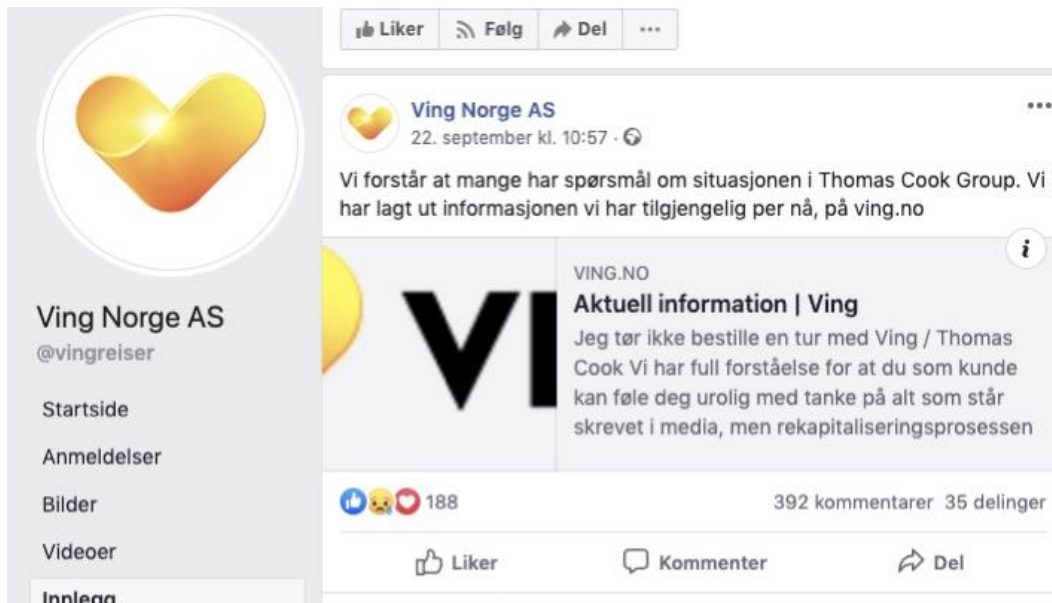 Liker Følg Del ...
Ving Norge AS
22. september kl. 10:57 ·
Vi forstår at mange har spørsmål om situasjonen i Thomas Cook Group. Vi
har lagt ut informasjonen vi har tilgjengelig per nå, på ving.no
VI
i
VING.NO
Aktuell information | Ving
Jeg tør ikke bestille en tur med Ving / Thomas
Cook Vi har full forståelse for at du som kunde
kan føle deg urolig med tanke på alt som står
skrevet i media, men rekapitaliseringsprosessen
188
392 kommentarer 35 delinger
Liker Kommenter Del
Ving Norge AS
@vingreiser
Startside
Anmeldelser
Bilder
Videoer
Innlegg